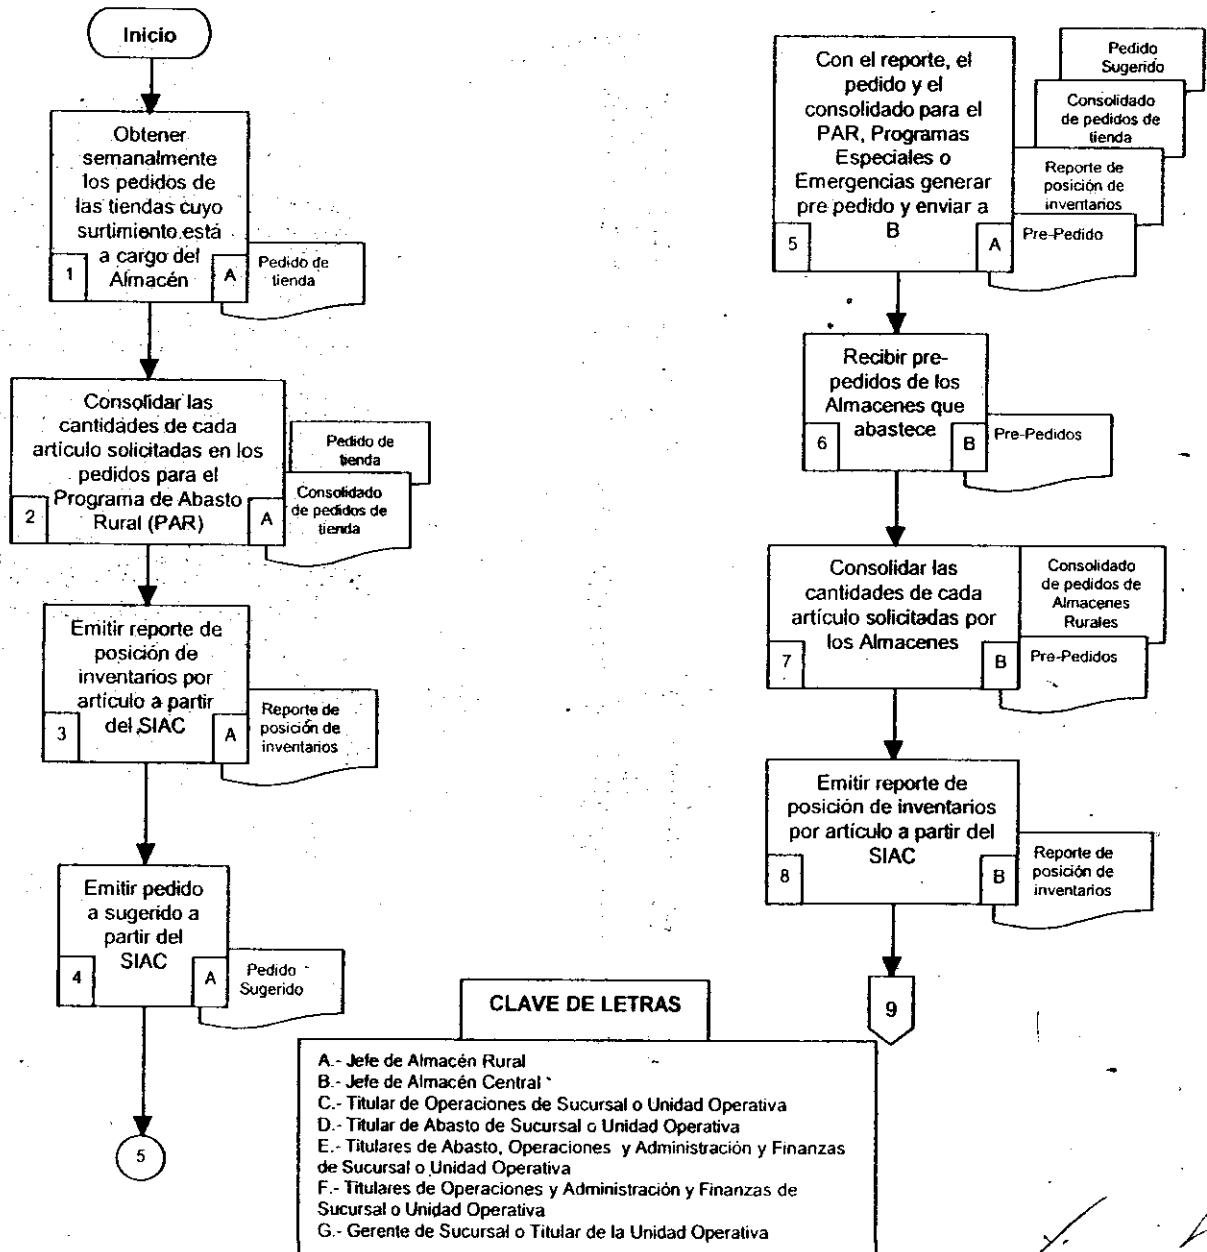 Inicio
Obtener
semanalmente
los pedidos de
las tiendas cuyo
surtimiento está
a cargo del
Almacén
1
A
Pedido de
tienda
Consolidar las
cantidades de cada
artículo solicitadas en los
pedidos para el
Programa de Abasto
Rural (PAR)
2
A
Pedido de
tienda
Consolidado
de pedidos de
tienda
Emitir reporte de
posición de
inventarios por
artículo a partir
del SIAC
3
A
Reporte de
posición de
inventarios
Emitir pedido
a sugerido a
partir del
SIAC
4
A
Pedido
Sugerido
5
Con el reporte, el
pedido y el
consolidado para el
PAR, Programas
Especiales o
Emergencias generar
pre pedido y enviar a
B
5
A
Pedido
Sugerido
Consolidado
de pedidos de
tienda
Reporte de
posición de
inventarios
Pre-Pedido
Recibir pre-
pedidos de los
Almacenes que
abastece
6
B
Pre-Pedidos
Consolidar las
cantidades de cada
artículo solicitadas por
los Almacenes
7
B
Consolidado
de pedidos de
Almacenes
Rurales
Pre-Pedidos
Emitir reporte de
posición de inventarios
por artículo a partir del
SIAC
8
B
Reporte de
posición de
inventarios
9
CLAVE DE LETRAS
A.- Jefe de Almacén Rural
B.- Jefe de Almacén Central
C.- Titular de Operaciones de Sucursal o Unidad Operativa
D.- Titular de Abasto de Sucursal o Unidad Operativa
E.- Titulares de Abasto, Operaciones y Administración y Finanzas
de Sucursal o Unidad Operativa
F.- Titulares de Operaciones y Administración y Finanzas de
Sucursal o Unidad Operativa
G.- Gerente de Sucursal o Titular de la Unidad Operativa